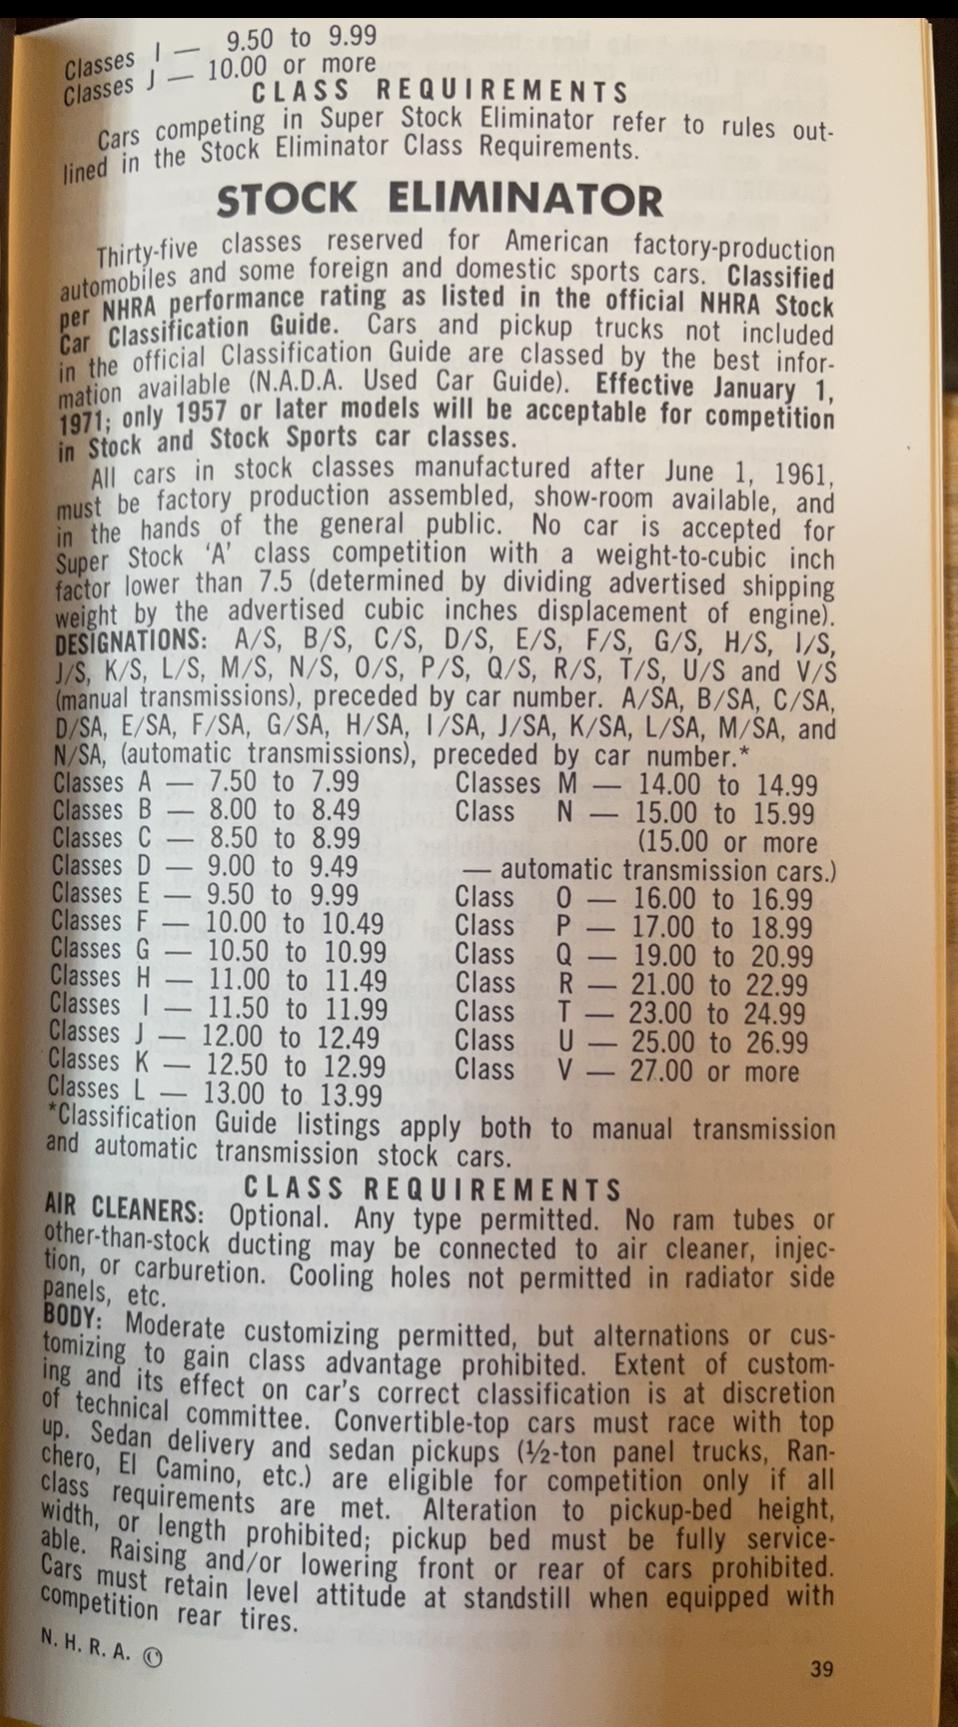 Classes I — 9.50 to 9.99
Classes J — 10.00 or more
CLASS REQUIREMENTS
Cars competing in Super Stock Eliminator refer to rules out-
lined in the Stock Eliminator Class Requirements.
STOCK ELIMINATOR
Thirty-five classes reserved for American factory-production
automobiles and some foreign and domestic sports cars. Classified
per NHRA performance rating as listed in the official NHRA Stock
Car Classification Guide. Cars and pickup trucks not included
in the official Classification Guide are classed by the best infor-
mation available (N.A.D.A. Used Car Guide). Effective January 1,
1971; only 1957 or later models will be acceptable for competition
in Stock and Stock Sports car classes.
All cars in stock classes manufactured after June 1, 1961,
must be factory production assembled, show-room available, and
in the hands of the general public. No car is accepted for
Super Stock 'A' class competition with a weight-to-cubic inch
factor lower than 7.5 (determined by dividing advertised shipping
weight by the advertised cubic inches displacement of engine).
DESIGNATIONS: A/S, B/S, C/S, D/S, E/S, F/S, G/S, H/S, I/S,
J/S, K/S, L/S, M/S, N/S, O/S, P/S, Q/S, R/S, T/S, U/S and V/S
(manual transmissions), preceded by car number. A/SA, B/SA, C/SA,
D/SA, E/SA, F/SA, G/SA, H/SA, I/SA, J/SA, K/SA, L/SA, M/SA, and
N/SA, (automatic transmissions), preceded by car number.*
Classes A — 7.50 to 7.99
Classes B — 8.00 to 8.49
Classes C — 8.50 to 8.99
Classes D — 9.00 to 9.49
Classes E — 9.50 to 9.99
Classes F — 10.00 to 10.49
Classes G — 10.50 to 10.99
Classes H — 11.00 to 11.49
Classes I — 11.50 to 11.99
Classes J — 12.00 to 12.49
Classes K — 12.50 to 12.99
Classes L — 13.00 to 13.99
Classes M — 14.00 to 14.99
Class N — 15.00 to 15.99
(15.00 or more
— automatic transmission cars.)
Class O — 16.00 to 16.99
Class P — 17.00 to 18.99
Class Q — 19.00 to 20.99
Class R — 21.00 to 22.99
Class T — 23.00 to 24.99
Class U — 25.00 to 26.99
Class V — 27.00 or more
*Classification Guide listings apply both to manual transmission
and automatic transmission stock cars.
CLASS REQUIREMENTS
AIR CLEANERS: Optional. Any type permitted. No ram tubes or
other-than-stock ducting may be connected to air cleaner, injec-
tion, or carburetion. Cooling holes not permitted in radiator side
panels, etc.
BODY: Moderate customizing permitted, but alternations or cus-
tomizing to gain class advantage prohibited. Extent of custom-
ing and its effect on car's correct classification is at discretion
of technical committee. Convertible-top cars must race with top
up. Sedan delivery and sedan pickups (½-ton panel trucks, Ran-
chero, El Camino, etc.) are eligible for competition only if all
class requirements are met. Alteration to pickup-bed height,
width, or length prohibited; pickup bed must be fully service-
able. Raising and/or lowering front or rear of cars prohibited.
Cars must retain level attitude at standstill when equipped with
competition rear tires.
N. H. R. A. ©
39